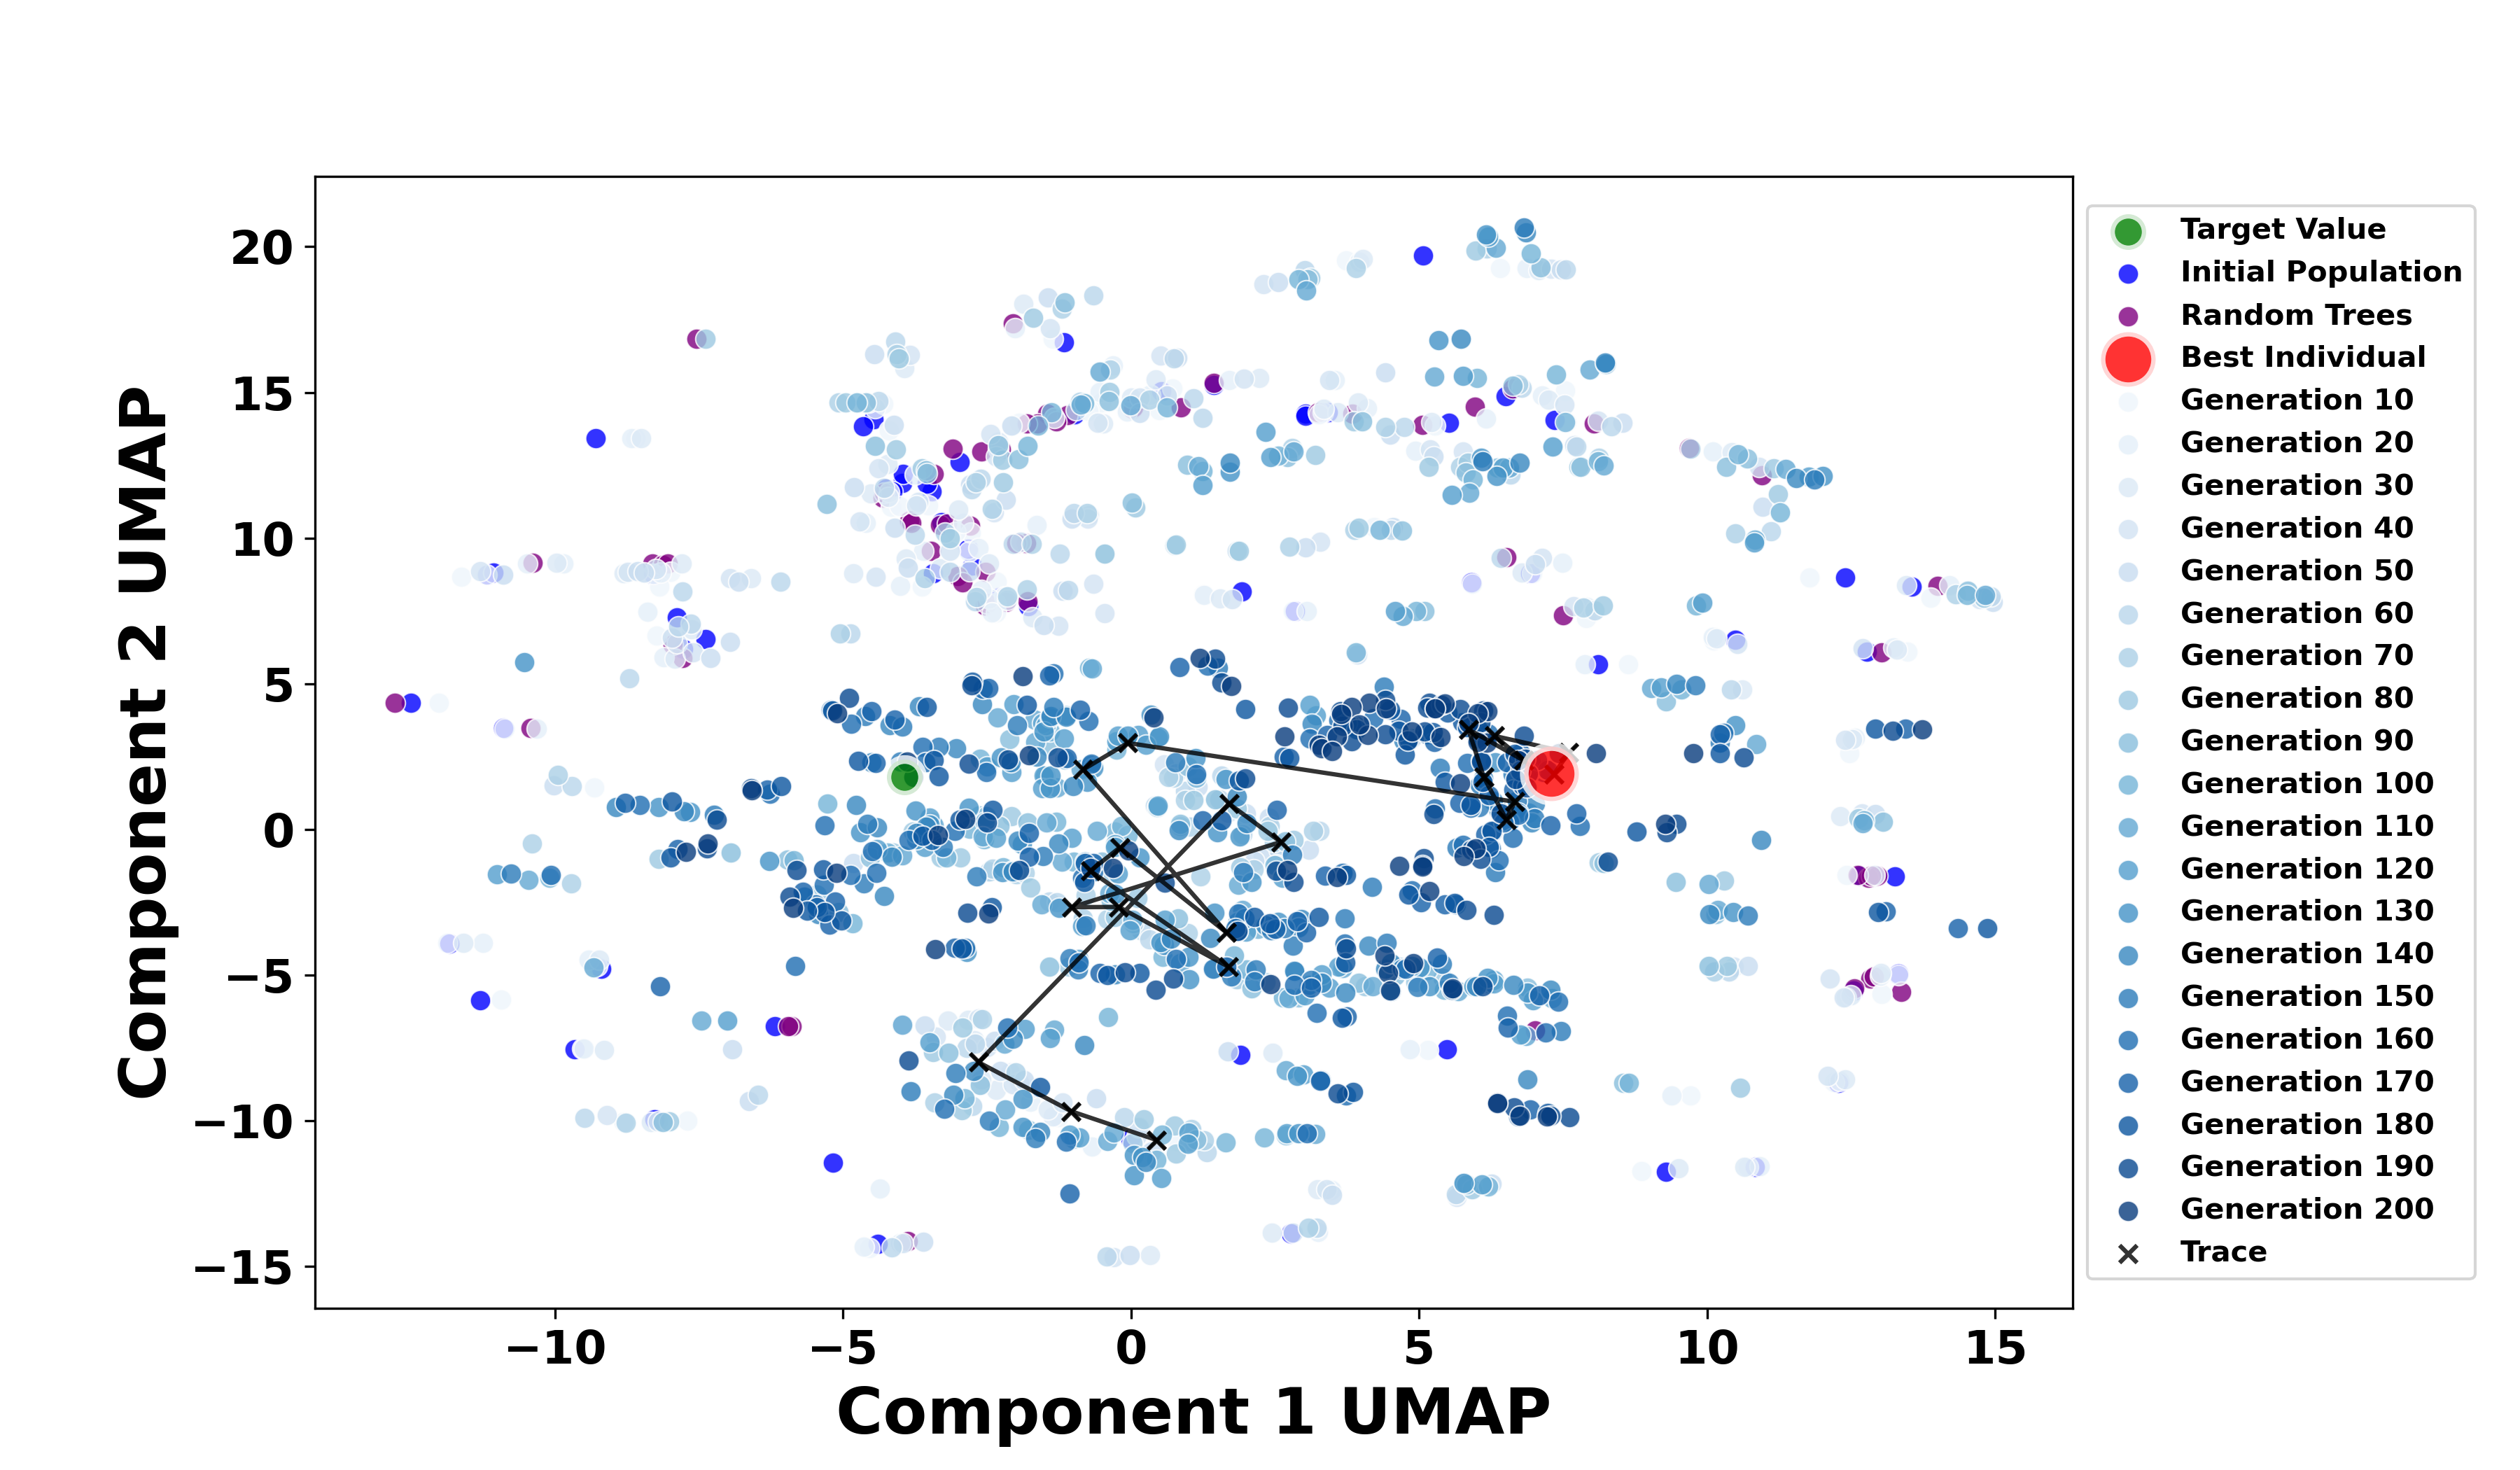 Component 2 UMAP
20
15
10
5
0
−5
−10
−15
−10
−5
0
5
10
15
Component 1 UMAP
Target Value
Initial Population
Random Trees
Best Individual
Generation 10
Generation 20
Generation 30
Generation 40
Generation 50
Generation 60
Generation 70
Generation 80
Generation 90
Generation 100
Generation 110
Generation 120
Generation 130
Generation 140
Generation 150
Generation 160
Generation 170
Generation 180
Generation 190
Generation 200
Trace